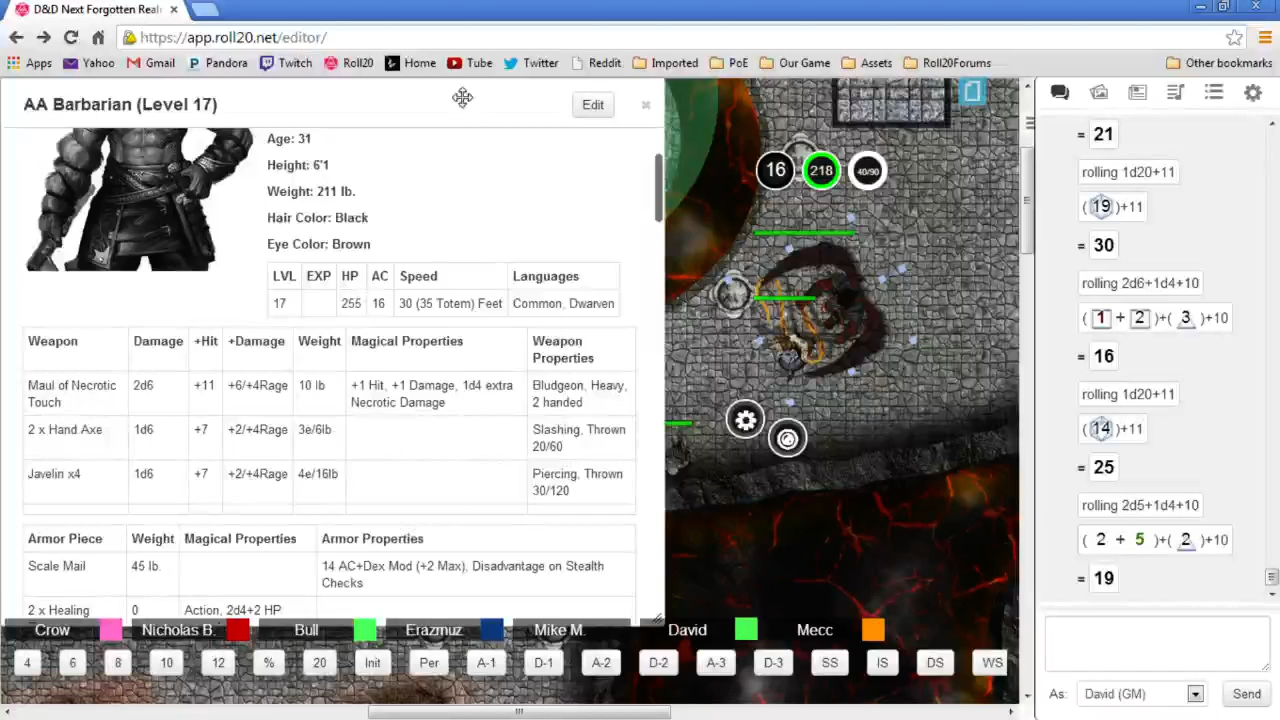 D&D Next Forgotten Real
https://app.roll20.net/editor/
Apps Yahoo Gmail Pandora Twitch Roll20 Home Tube Twitter Reddit Imported PoE Our Game Assets Roll20Forums Other bookmarks
AA Barbarian (Level 17) Edit
Age: 31
Height: 6'1
Weight: 211 lb.
Hair Color: Black
Eye Color: Brown
LVL EXP HP AC Speed Languages
17 255 16 30 (35 Totem) Feet Common, Dwarven
Weapon Damage +Hit +Damage Weight Magical Properties Weapon Properties
Maul of Necrotic Touch 2d6 +11 +6/+4Rage 10 lb +1 Hit, +1 Damage, 1d4 extra Necrotic Damage Bludgeon, Heavy, 2 handed
2 x Hand Axe 1d6 +7 +2/+4Rage 3e/6lb Slashing, Thrown 20/60
Javelin x4 1d6 +7 +2/+4Rage 4e/16lb Piercing, Thrown 30/120
Armor Piece Weight Magical Properties Armor Properties
Scale Mail 45 lb. 14 AC+Dex Mod (+2 Max), Disadvantage on Stealth Checks
2 x Healing 0 Action, 2d4+2 HP
16 218 40/90
Crow Nicholas B. Bull Erazmuz Mike M. David Mecc
4 6 8 10 12 % 20 Init Per A-1 D-1 A-2 D-2 A-3 D-3 SS IS DS WS
= 21
rolling 1d20+11
(19)+11
= 30
rolling 2d6+1d4+10
(1 + 2)+(3)+10
= 16
rolling 1d20+11
(14)+11
= 25
rolling 2d5+1d4+10
(2 + 5)+(2)+10
= 19
As: David (GM) Send